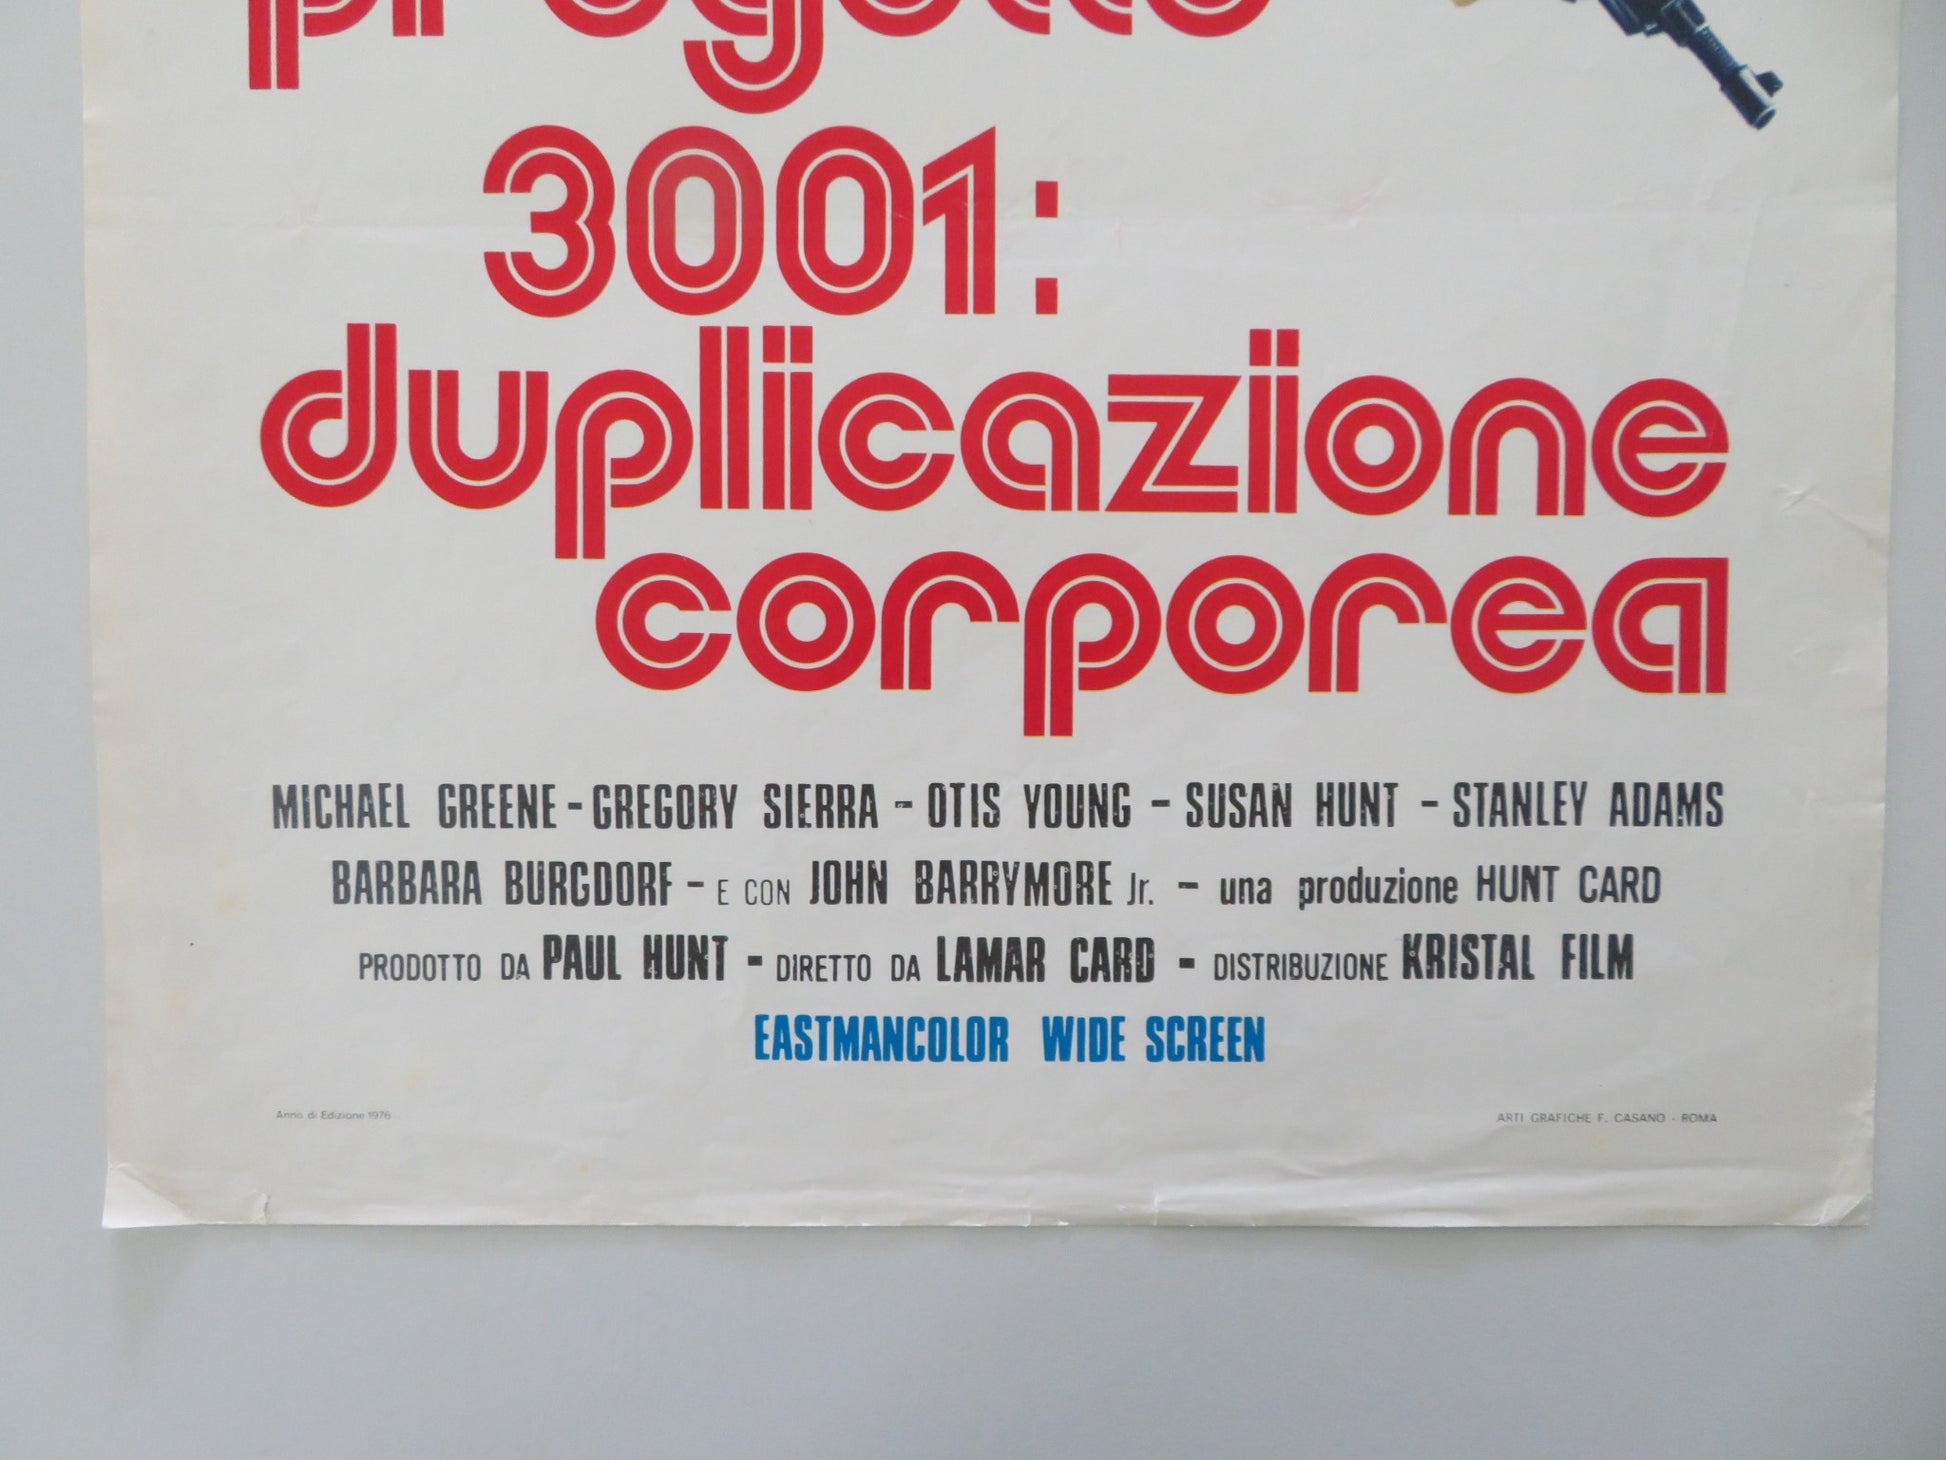 progetto
3001:
duplicazione
corporea
MICHAEL GREENE - GREGORY SIERRA - OTIS YOUNG - SUSAN HUNT - STANLEY ADAMS
BARBARA BURGDORF - E CON JOHN BARRYMORE Jr. - una produzione HUNT CARD
PRODOTTO DA PAUL HUNT - DIRETTO DA LAMAR CARD - DISTRIBUZIONE KRISTAL FILM
EASTMANCOLOR WIDE SCREEN
Anno di Edizione 1976
ARTI GRAFICHE F. CASANO - ROMA